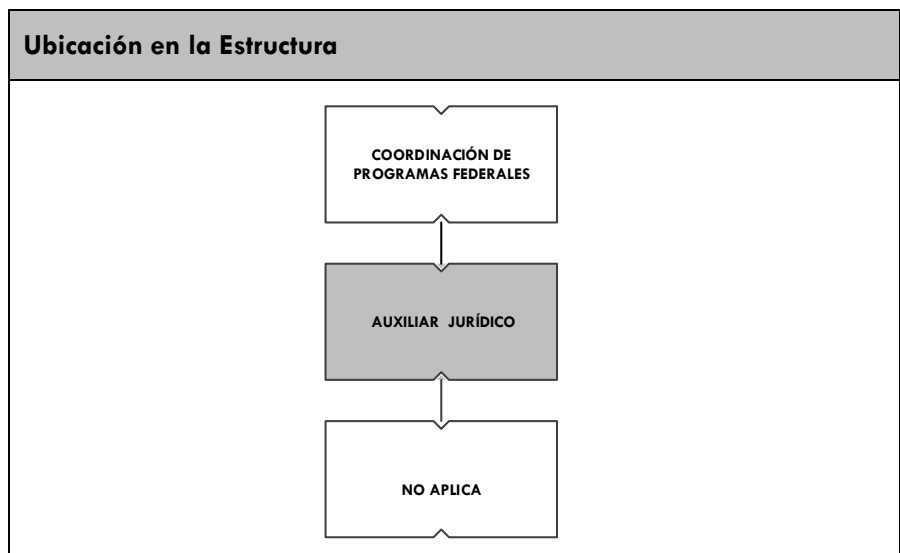 Ubicación en la Estructura
COORDINACIÓN DE
PROGRAMAS FEDERALES
AUXILIAR JURÍDICO
NO APLICA